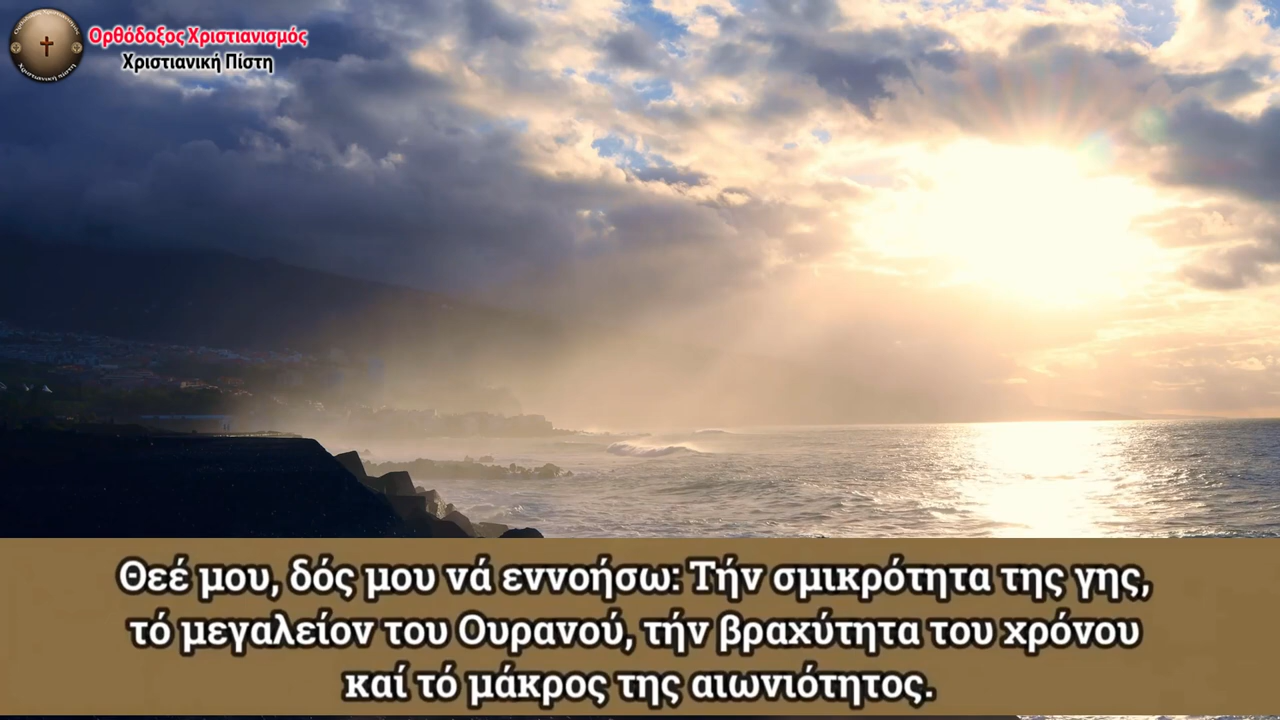 Ορθόδοξος Χριστιανισμός
Χριστιανική Πίστη
Θεέ μου, δός μου νά εννοήσω: Τήν σμικρότητα της γης,
τό μεγαλείον του Ουρανού, τήν βραχύτητα του χρόνου
καί τό μάκρος της αιωνιότητος.